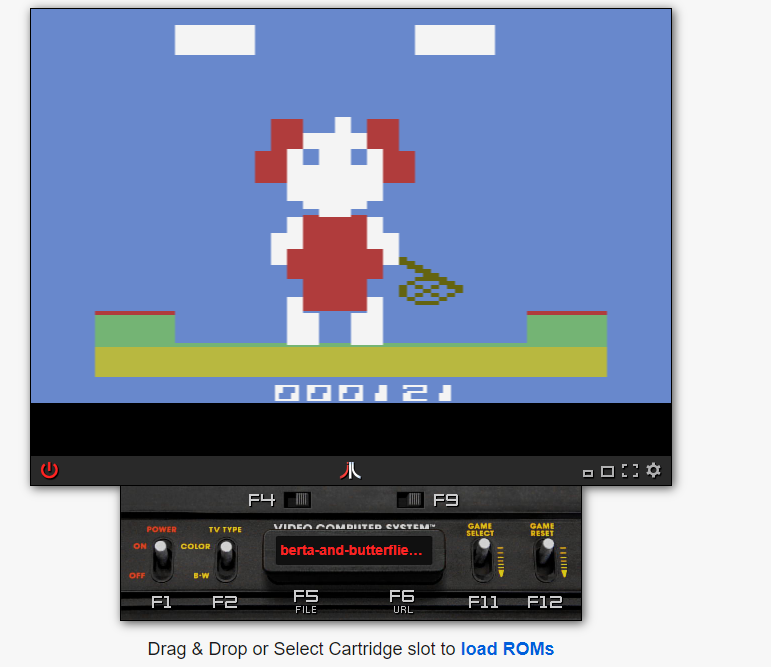 000121
F4 F9
POWER TV TYPE VIDEO COMPUTER SYSTEM™ GAME SELECT GAME RESET
ON COLOR berta-and-butterflie...
OFF B-W
F1 F2 F5 F6 F11 F12
FILE URL
Drag & Drop or Select Cartridge slot to load ROMs